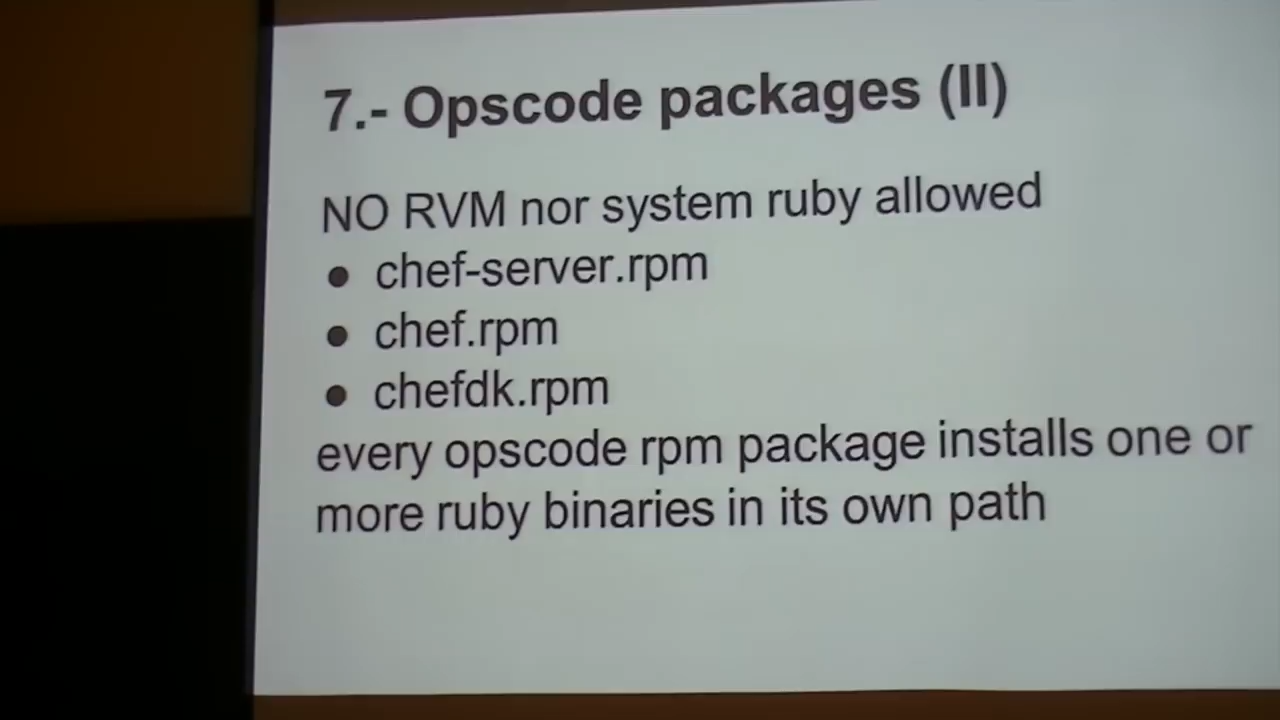 7.- Opscode packages (II)
NO RVM nor system ruby allowed
● chef-server.rpm
● chef.rpm
● chefdk.rpm
every opscode rpm package installs one or
more ruby binaries in its own path